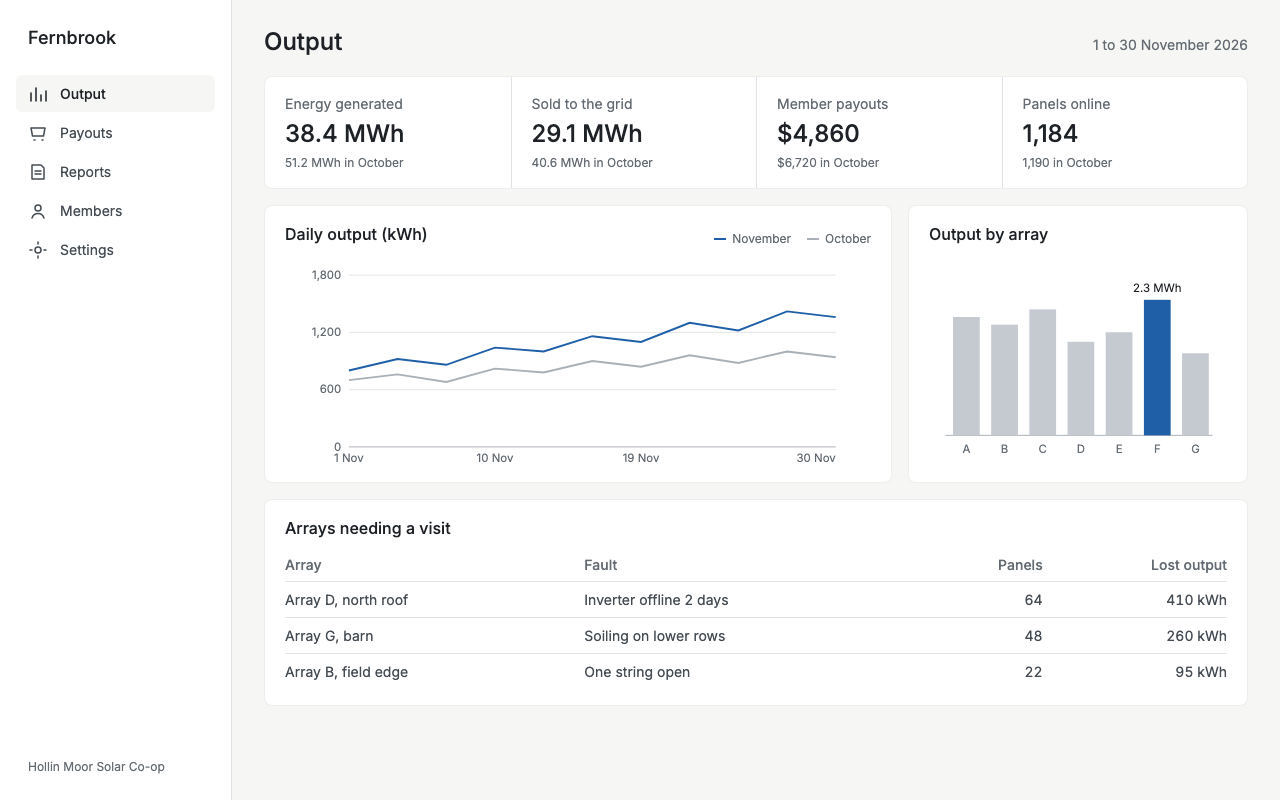 Fernbrook
Output
Payouts
Reports
Members
Settings
Hollin Moor Solar Co-op
Output
1 to 30 November 2026
Energy generated
38.4 MWh
51.2 MWh in October
Sold to the grid
29.1 MWh
40.6 MWh in October
Member payouts
$4,860
$6,720 in October
Panels online
1,184
1,190 in October
Daily output (kWh)
November
October
1,800
1,200
600
0
1 Nov
10 Nov
19 Nov
30 Nov
Output by array
2.3 MWh
A
B
C
D
E
F
G
Arrays needing a visit
Array Fault Panels Lost output
Array D, north roof Inverter offline 2 days 64 410 kWh
Array G, barn Soiling on lower rows 48 260 kWh
Array B, field edge One string open 22 95 kWh